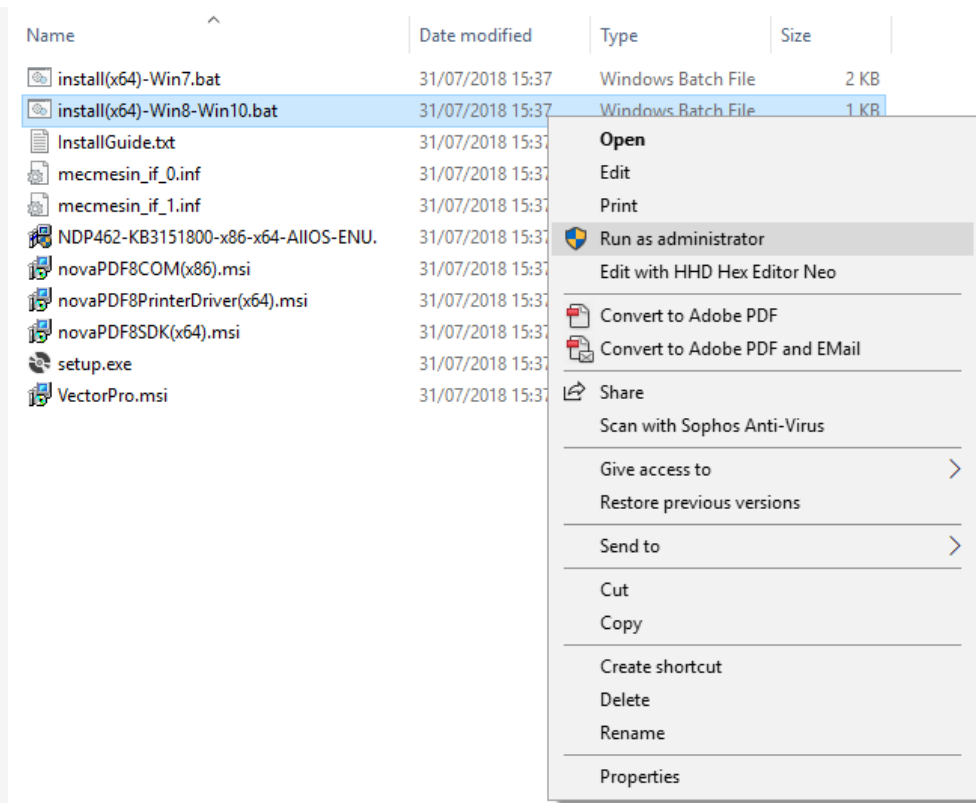 Name Date modified Type Size
install(x64)-Win7.bat 31/07/2018 15:37 Windows Batch File 2 KB
install(x64)-Win8-Win10.bat 31/07/2018 15:37 Windows Batch File 1 KB
InstallGuide.txt 31/07/2018 15:37
mecmesin_if_0.inf 31/07/2018 15:37
mecmesin_if_1.inf 31/07/2018 15:37
NDP462-KB3151800-x86-x64-AllOS-ENU. 31/07/2018 15:37
novaPDF8COM(x86).msi 31/07/2018 15:37
novaPDF8PrinterDriver(x64).msi 31/07/2018 15:37
novaPDF8SDK(x64).msi 31/07/2018 15:37
setup.exe 31/07/2018 15:37
VectorPro.msi 31/07/2018 15:37
Open
Edit
Print
Run as administrator
Edit with HHD Hex Editor Neo
Convert to Adobe PDF
Convert to Adobe PDF and EMail
Share
Scan with Sophos Anti-Virus
Give access to
Restore previous versions
Send to
Cut
Copy
Create shortcut
Delete
Rename
Properties